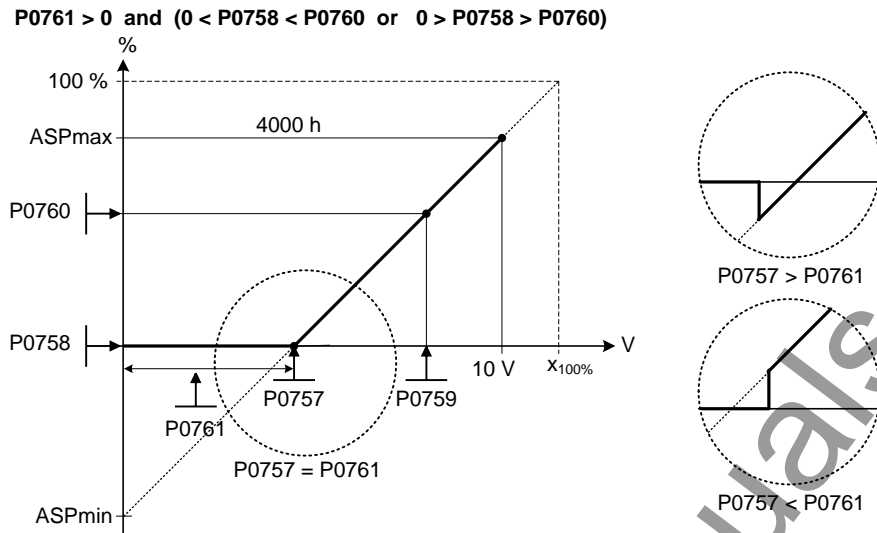 P0761 > 0 and (0 < P0758 < P0760 or 0 > P0758 > P0760)
%
100 %
ASPmax
4000 h
P0760
P0758
V
10 V
x100%
P0757
P0759
P0761
P0757 = P0761
ASPmin
P0757 > P0761
P0757 < P0761
uals